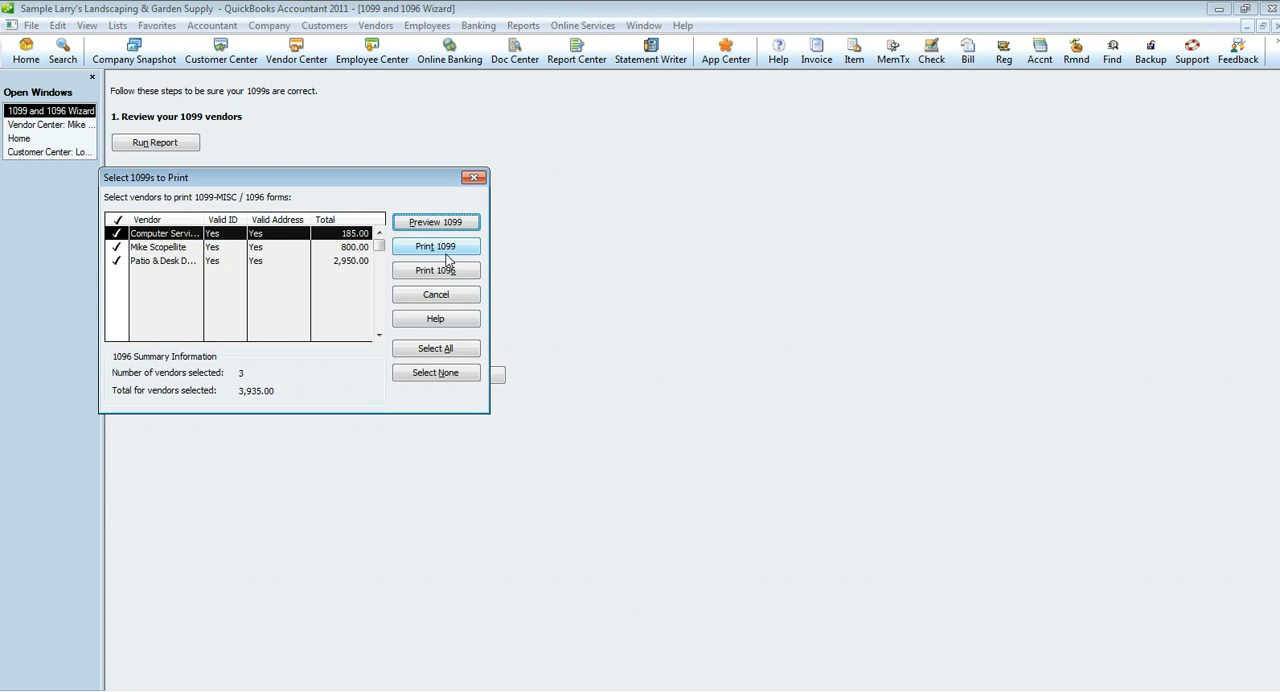 Sample Larry's Landscaping & Garden Supply - QuickBooks Accountant 2011 - [1099 and 1096 Wizard]
File Edit View Lists Favorites Accountant Company Customers Vendors Employees Banking Reports Online Services Window Help
Home Search Company Snapshot Customer Center Vendor Center Employee Center Online Banking Doc Center Report Center Statement Writer App Center Help Invoice Item MemTx Check Bill Reg Accnt Rmnd Find Backup Support Feedback
Open Windows
1099 and 1096 Wizard
Vendor Center: Mike ...
Home
Customer Center: Lo...
Follow these steps to be sure your 1099s are correct.
1. Review your 1099 vendors
Run Report
Select 1099s to Print
Select vendors to print 1099-MISC / 1096 forms:
Vendor Valid ID Valid Address Total
Computer Servi... Yes Yes 185.00
Mike Scopellite Yes Yes 800.00
Patio & Desk D... Yes Yes 2,950.00
Preview 1099
Print 1099
Print 1096
Cancel
Help
Select All
Select None
1096 Summary Information
Number of vendors selected: 3
Total for vendors selected: 3,935.00